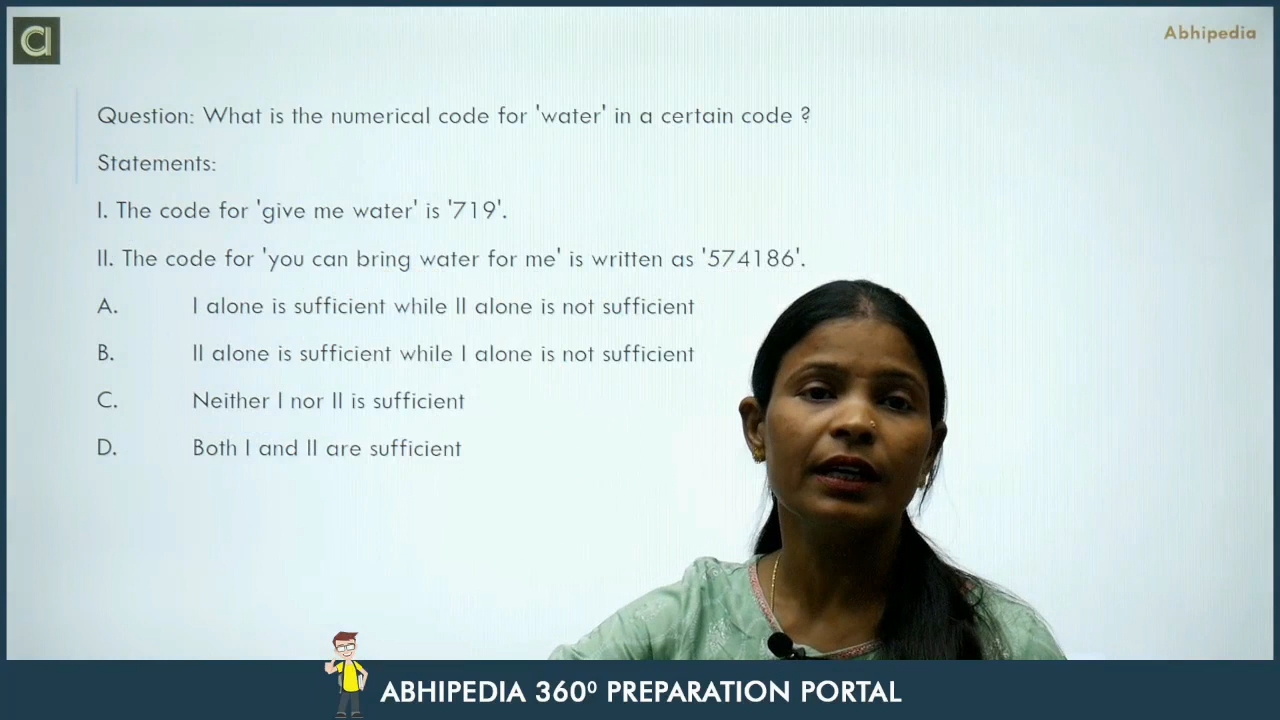 Abhipedia
Question: What is the numerical code for 'water' in a certain code ?
Statements:
I. The code for 'give me water' is '719'.
II. The code for 'you can bring water for me' is written as '574186'.
A. I alone is sufficient while II alone is not sufficient
B. II alone is sufficient while I alone is not sufficient
C. Neither I nor II is sufficient
D. Both I and II are sufficient
ABHIPEDIA 360⁰ PREPARATION PORTAL